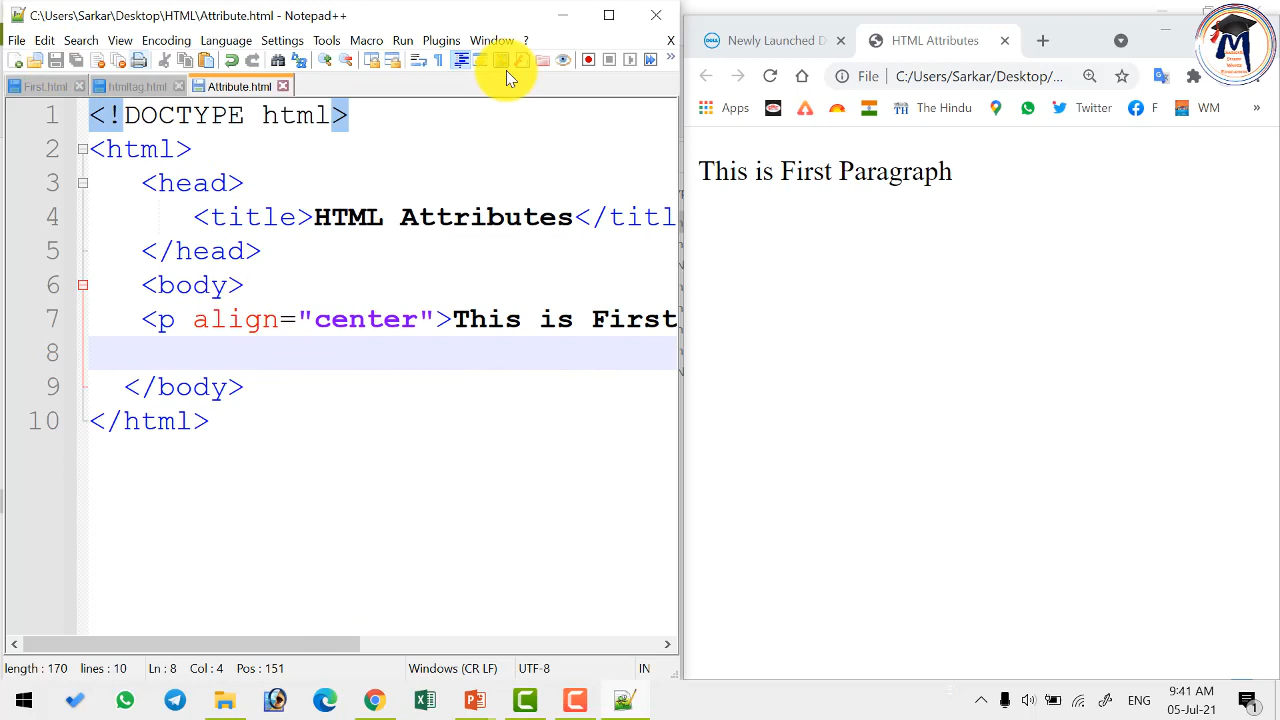 C:\Users\Sarkar\Desktop\HTML\Attribute.html - Notepad++
File Edit Search View Encoding Language Settings Tools Macro Run Plugins Window ? X
First.html htmltag.html Attribute.html
1 <!DOCTYPE html>
2 <html>
3 <head>
4 <title>HTML Attributes</titl
5 </head>
6 <body>
7 <p align="center">This is First
8
9 </body>
10 </html>
length : 170 lines : 10 Ln : 8 Col : 4 Pos : 151 Windows (CR LF) UTF-8 IN
Newly Launched D HTML Attributes
File C:/Users/Sarkar/Desktop/...
Apps The Hindu Twitter F WM »
This is First Paragraph
ENG 9:41 AM
05-Jul-21
1